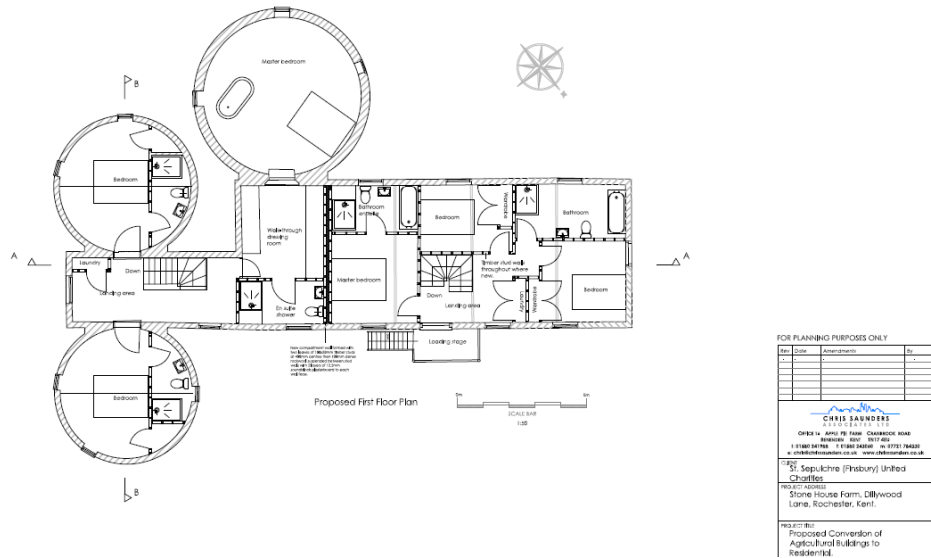 B
Master bedroom
Bedroom
Walkthrough
dressing
room
Bathroom
ensuite
Bedroom
Wardrobe
Bathroom
A
Laundry
Down
Landing area
Master bedroom
Down
Landing area
Timber stud walls
throughout where
new.
Laundry
Wardrobe
Bedroom
A
En suite
shower
Loading stage
Bedroom
B
Proposed First Floor Plan
0m
SCALE BAR
1:50
FOR PLANNING PURPOSES ONLY
Rev Date Amendments By
CHRIS SAUNDERS
ASSOCIATES LTD
CLIENT
St. Sepulchre (Finsbury) United
Charities
PROJECT ADDRESS
Stone House Farm, Dillywood
Lane, Rochester, Kent.
PROJECT TITLE
Proposed Conversion of
Agricultural Buildings to
Residential.